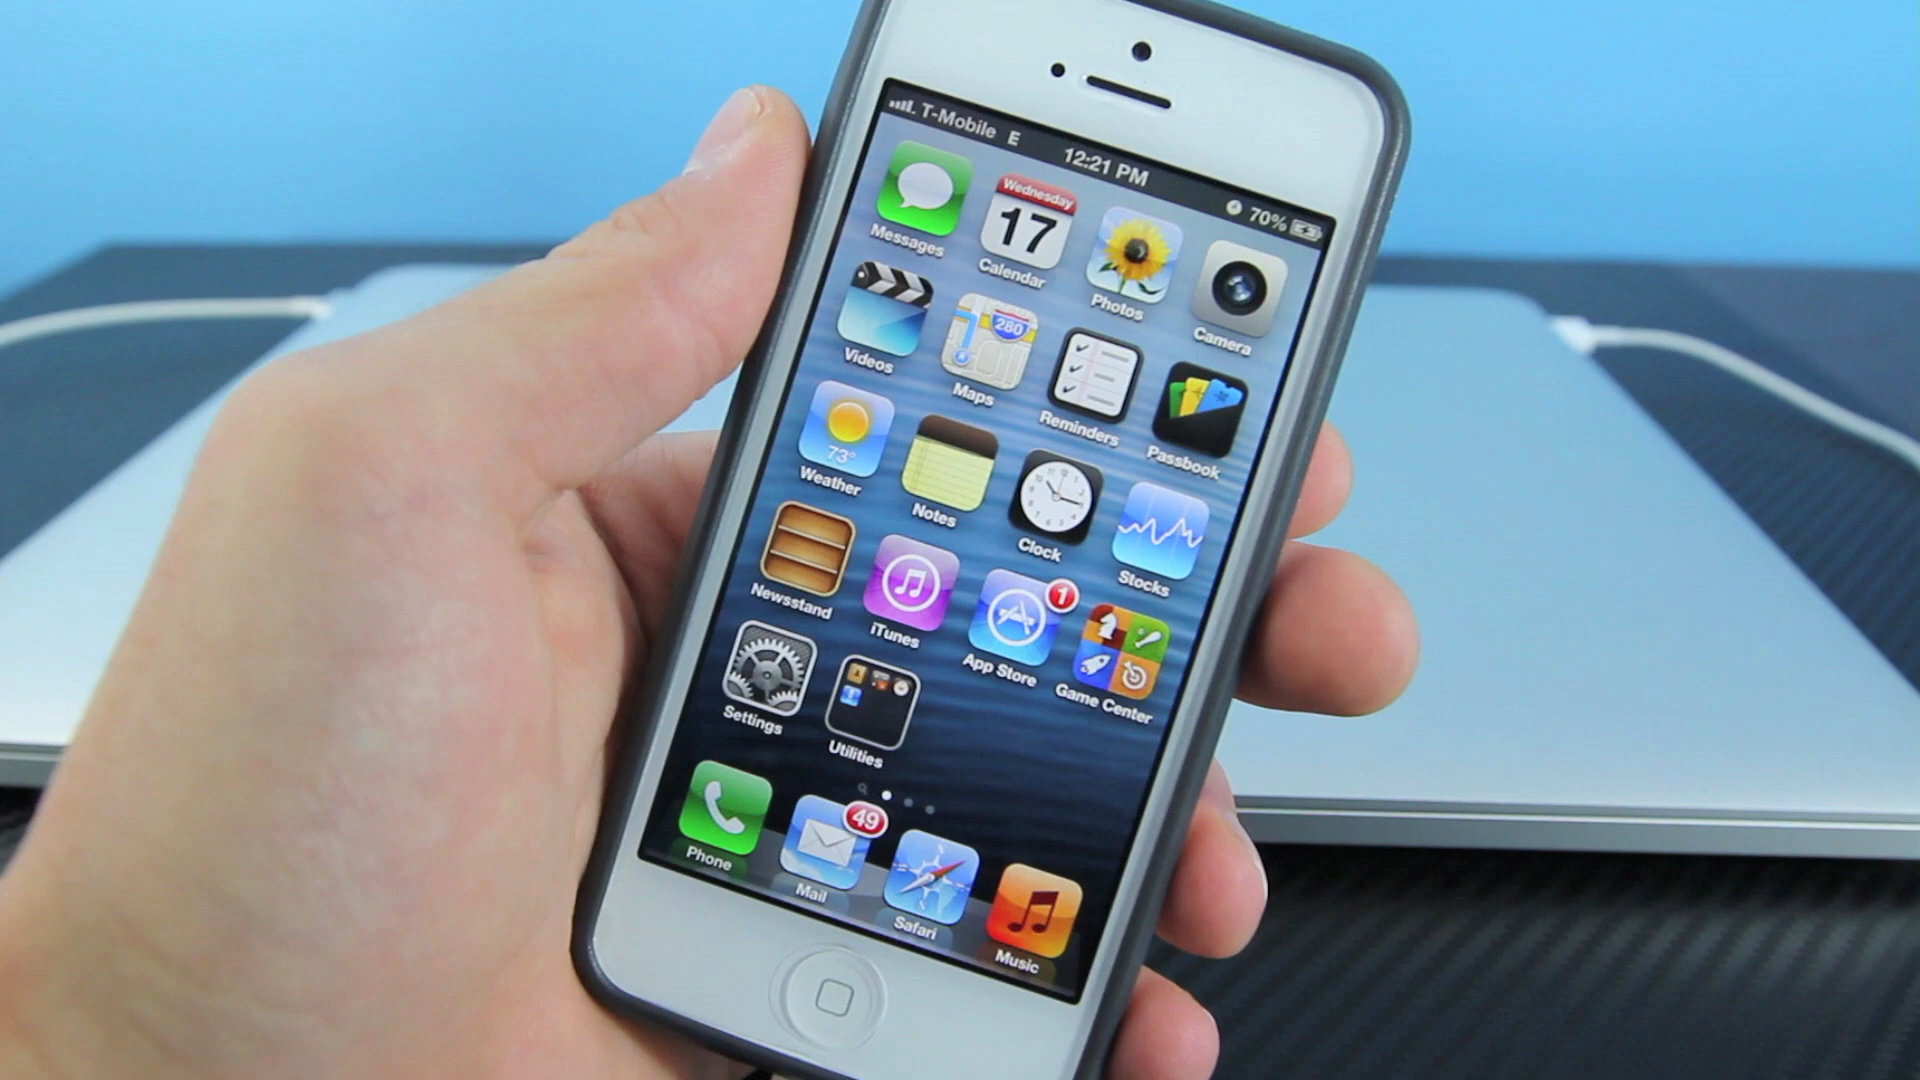 T-Mobile E 12:21 PM 70%
Wednesday
17
Messages Calendar Photos Camera
280
Videos Maps Reminders Passbook
73°
Weather Notes Clock Stocks
1
Newsstand iTunes App Store Game Center
Settings Utilities
49
Phone Mail Safari Music